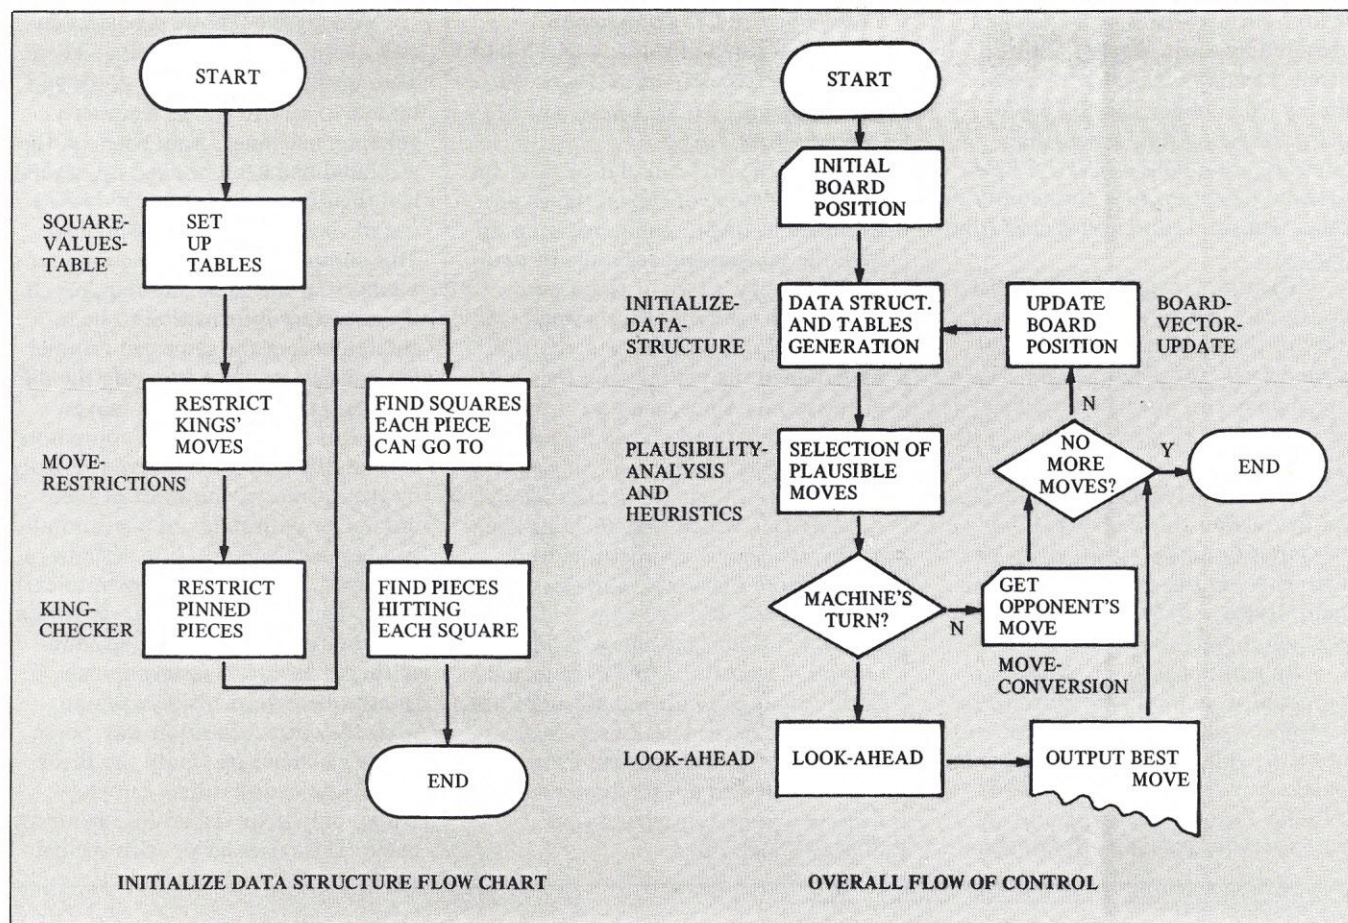 START
SQUARE-
VALUES-
TABLE
SET
UP
TABLES
RESTRICT
KINGS'
MOVES
MOVE-
RESTRICTIONS
KING-
CHECKER
RESTRICT
PINNED
PIECES
FIND SQUARES
EACH PIECE
CAN GO TO
FIND PIECES
HITTING
EACH SQUARE
END
INITIALIZE DATA STRUCTURE FLOW CHART
START
INITIAL
BOARD
POSITION
INITIALIZE-
DATA-
STRUCTURE
DATA STRUCT.
AND TABLES
GENERATION
UPDATE
BOARD
POSITION
BOARD-
VECTOR-
UPDATE
PLAUSIBILITY-
ANALYSIS
AND
HEURISTICS
SELECTION OF
PLAUSIBLE
MOVES
N
NO
MORE
MOVES?
Y
END
MACHINE'S
TURN?
N
GET
OPPONENT'S
MOVE
MOVE-
CONVERSION
LOOK-AHEAD
LOOK-AHEAD
OUTPUT BEST
MOVE
OVERALL FLOW OF CONTROL